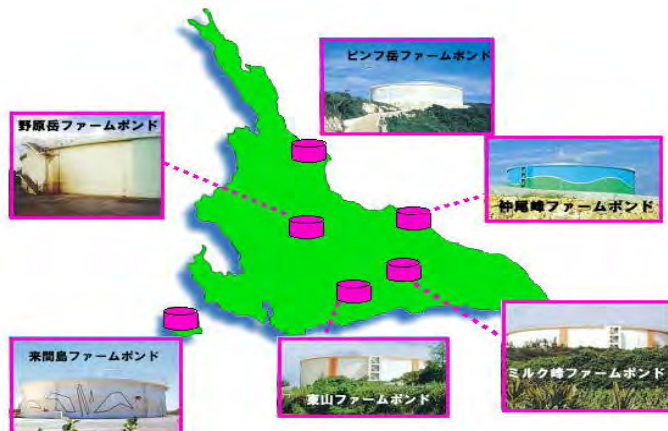 ピンフ岳ファームポンド
野原岳ファームポンド
仲尾峰ファームポンド
来間島ファームポンド
東山ファームポンド
ミルク峰ファームポンド